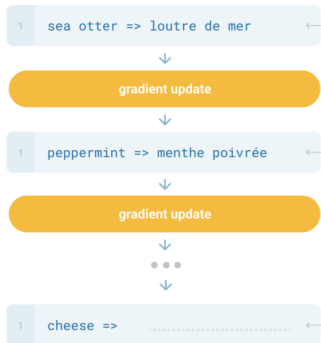 1 sea otter => loutre de mer ←
gradient update
1 peppermint => menthe poivrée ←
gradient update
1 cheese => ←